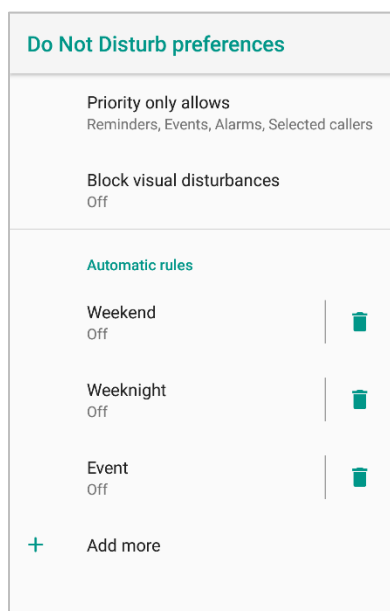 Do Not Disturb preferences
Priority only allows
Reminders, Events, Alarms, Selected callers
Block visual disturbances
Off
Automatic rules
Weekend
Off
Weeknight
Off
Event
Off
Add more